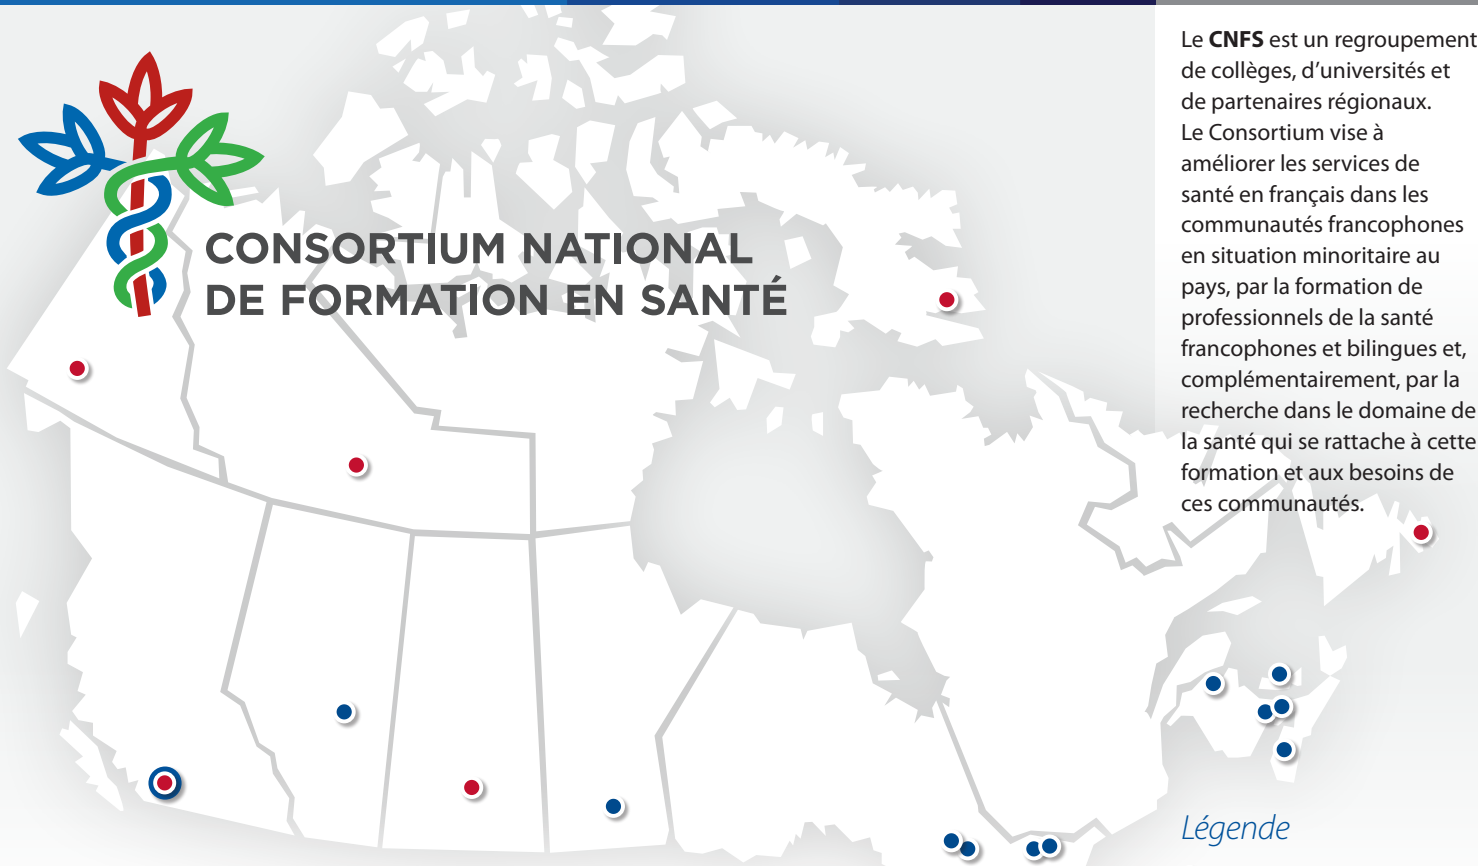 CONSORTIUM NATIONAL
DE FORMATION EN SANTÉ
Le CNFS est un regroupement
de collèges, d'universités et
de partenaires régionaux.
Le Consortium vise à
améliorer les services de
santé en français dans les
communautés francophones
en situation minoritaire au
pays, par la formation de
professionnels de la santé
francophones et bilingues et,
complémentairement, par la
recherche dans le domaine de
la santé qui se rattache à cette
formation et aux besoins de
ces communautés.
Légende